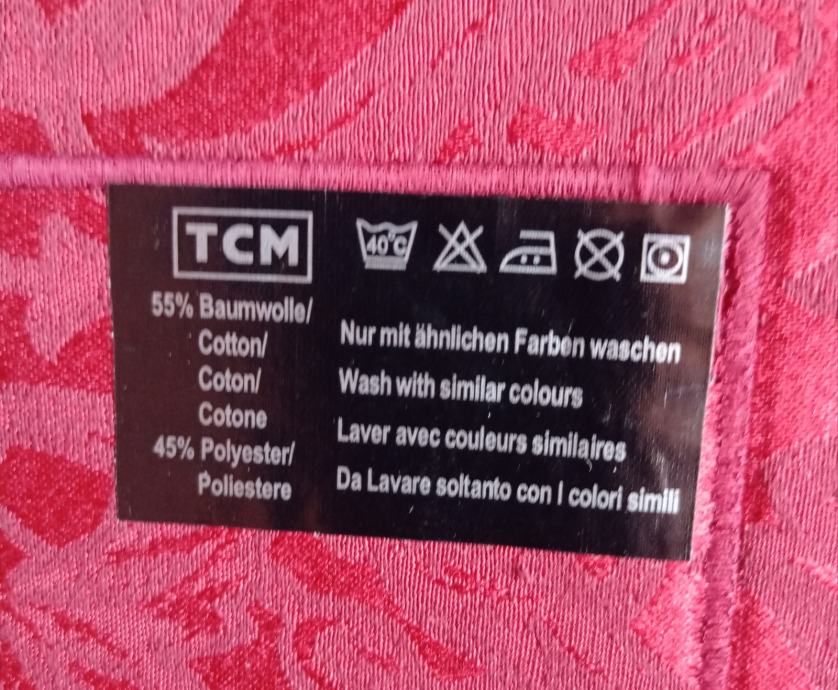 TCM
40°C
55% Baumwolle/
Cotton/
Coton/
Cotone
45% Polyester/
Poliestere
Nur mit ähnlichen Farben waschen
Wash with similar colours
Laver avec couleurs similaires
Da Lavare soltanto con I colori simili